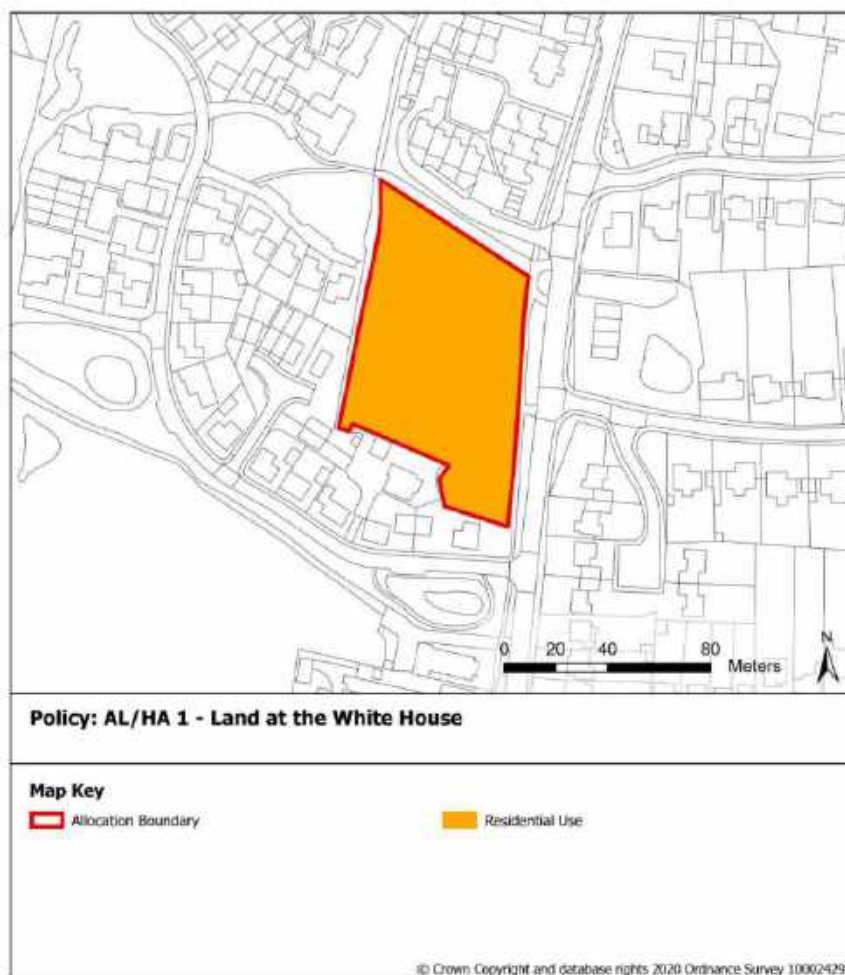 N
0 20 40 80
Meters
Policy: AL/HA 1 - Land at the White House
Map Key
Allocation Boundary
Residential Use
© Crown Copyright and database rights 2020 Ordnance Survey 10002429